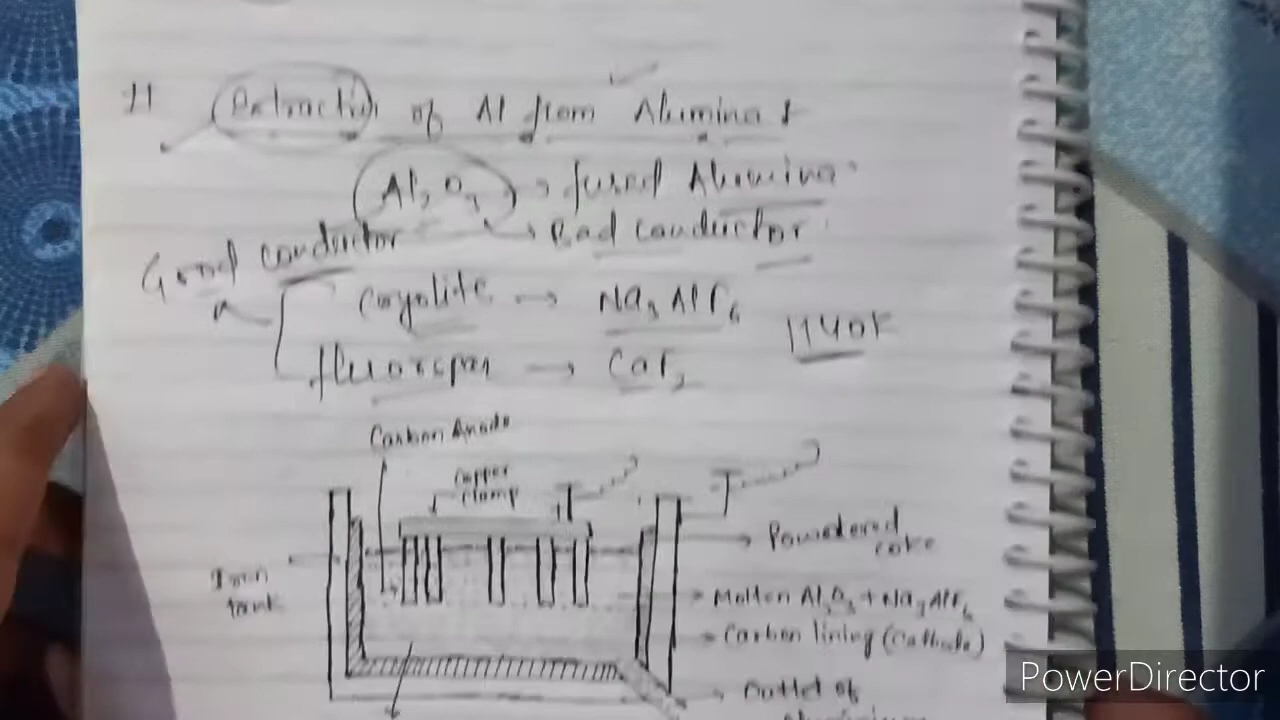 # Extraction of Al from Alumina :
Al2O3 → fused Alumina
→ Bad conductor
Good conductor
Cryolite → Na3AlF6
1140K
fluorspar → CaF2
Carbon Anode
Copper
clamp
Powdered
coke
Iron
tank
Molten Al2O3 + Na3AlF6
Carbon lining (Cathode)
Outlet of
aluminium
PowerDirector